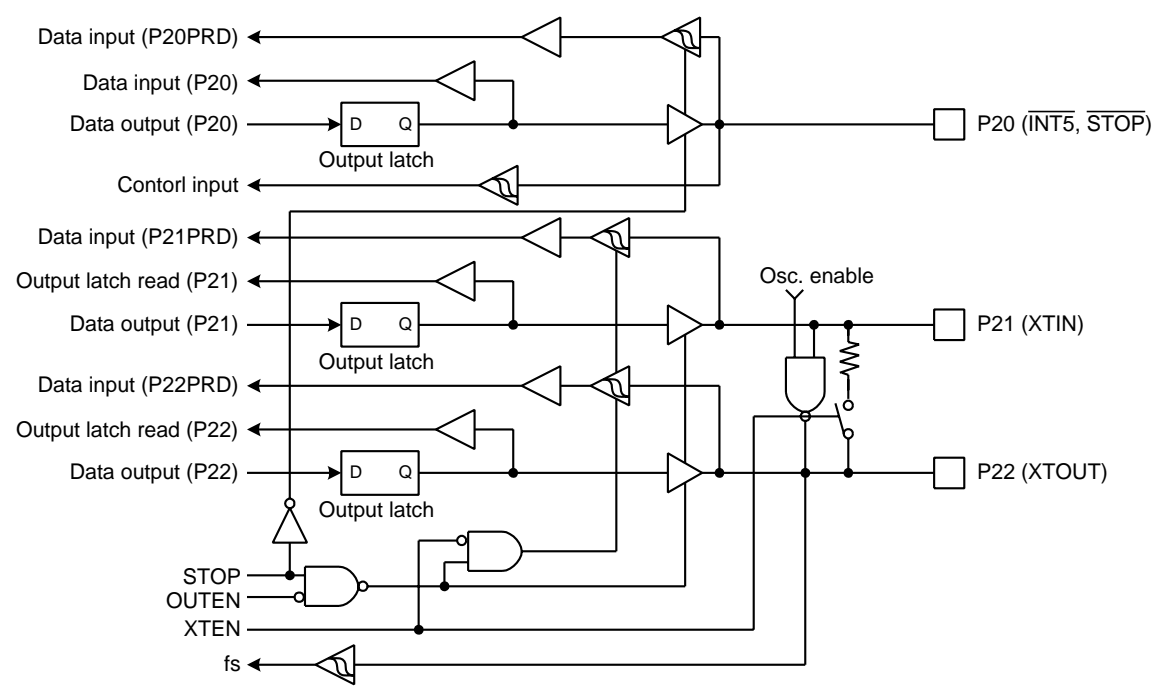 Data input (P20PRD)
Data input (P20)
Data output (P20)
D Q
Output latch
P20 (INT5, STOP)
Contorl input
Data input (P21PRD)
Output latch read (P21)
Osc. enable
Data output (P21)
D Q
Output latch
P21 (XTIN)
Data input (P22PRD)
Output latch read (P22)
Data output (P22)
D Q
Output latch
P22 (XTOUT)
STOP
OUTEN
XTEN
fs